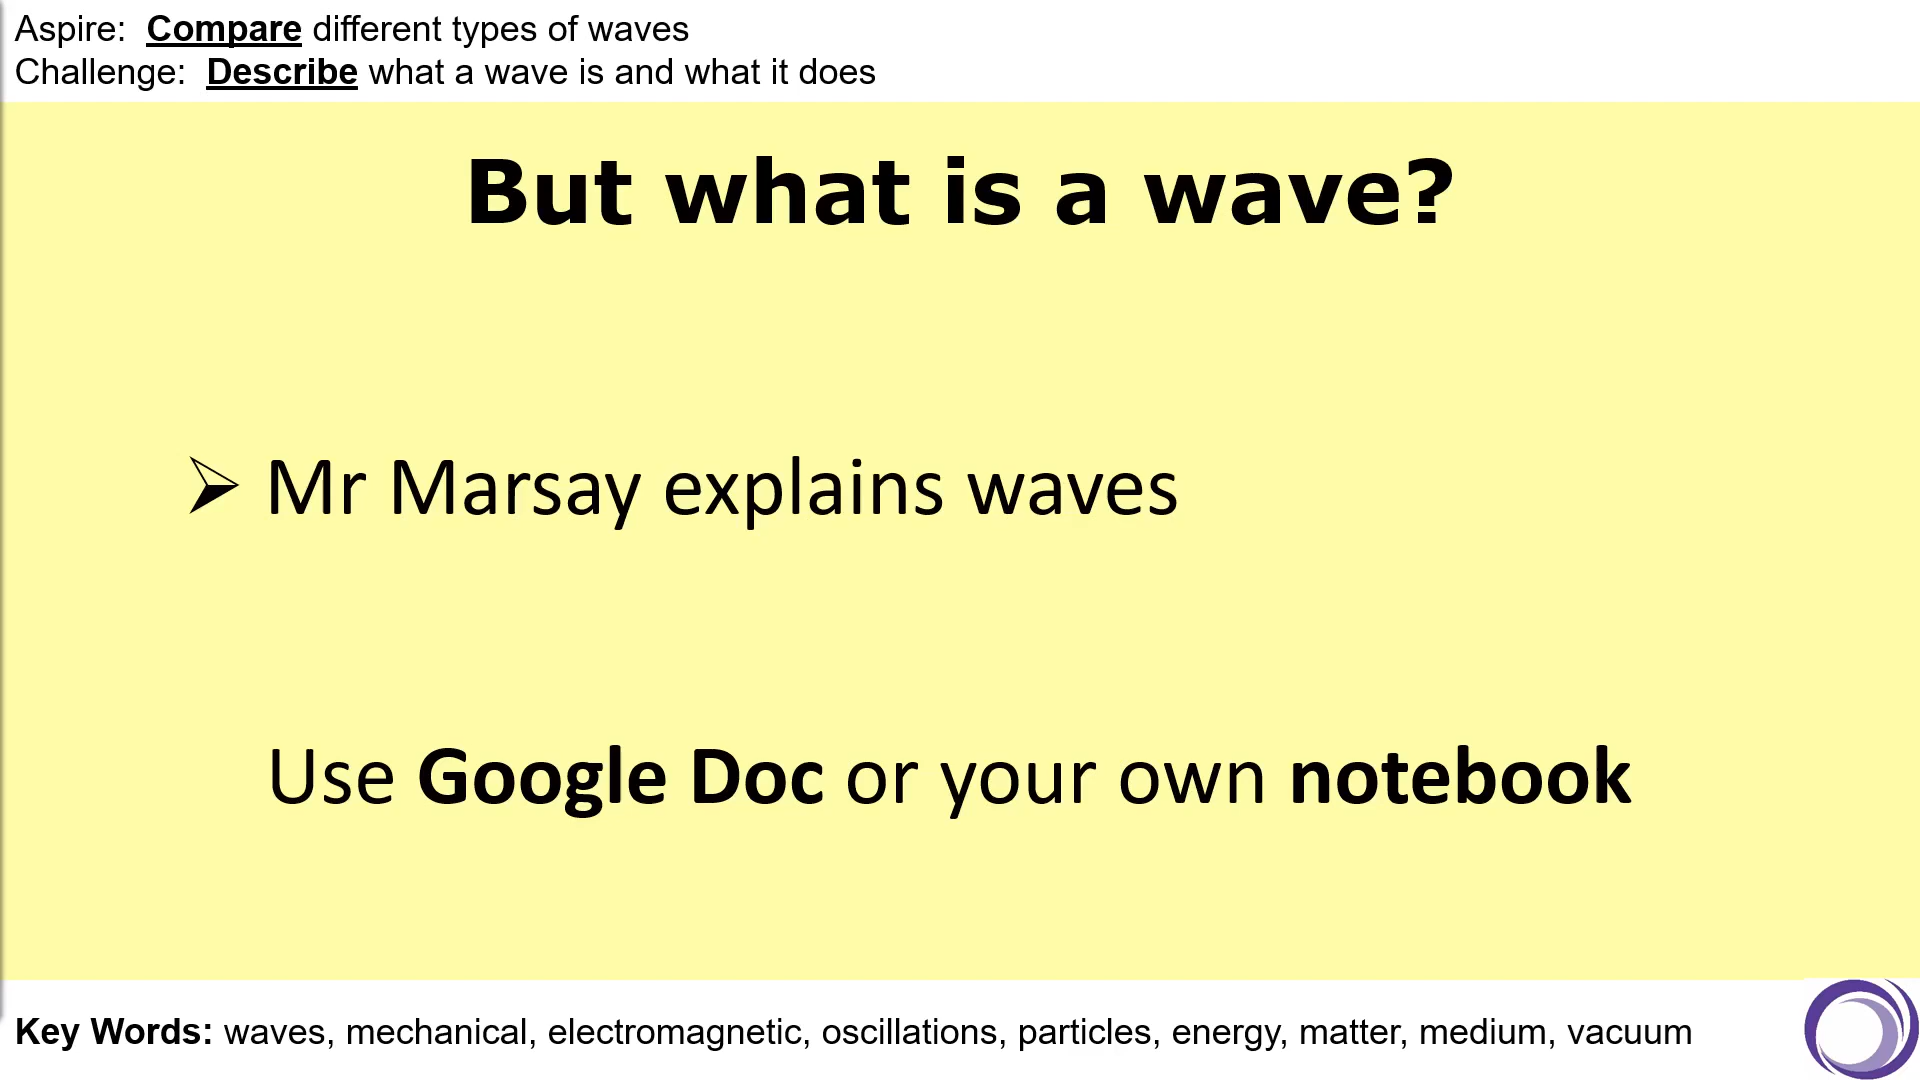 Aspire: Compare different types of waves
Challenge: Describe what a wave is and what it does
But what is a wave?
Mr Marsay explains waves
Use Google Doc or your own notebook
Key Words: waves, mechanical, electromagnetic, oscillations, particles, energy, matter, medium, vacuum